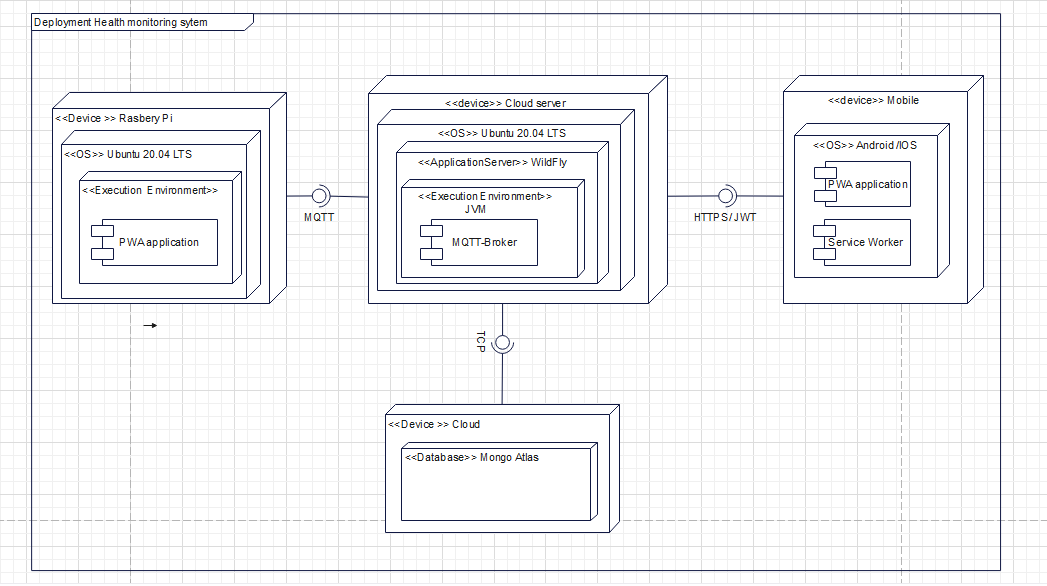 Deployment Health monitoring sytem
<<Device >> Rasbery Pi
<<OS>> Ubuntu 20.04 LTS
<<Execution Environment>>
PWA application
MQTT
<<device>> Cloud server
<<OS>> Ubuntu 20.04 LTS
<<ApplicationServer>> WildFly
<<Execution Environment>>
JVM
MQTT-Broker
HTTPS/JWT
<<device>> Mobile
<<OS>> Android /IOS
PWA application
Service Worker
TCP
<<Device >> Cloud
<<Database>> Mongo Atlas